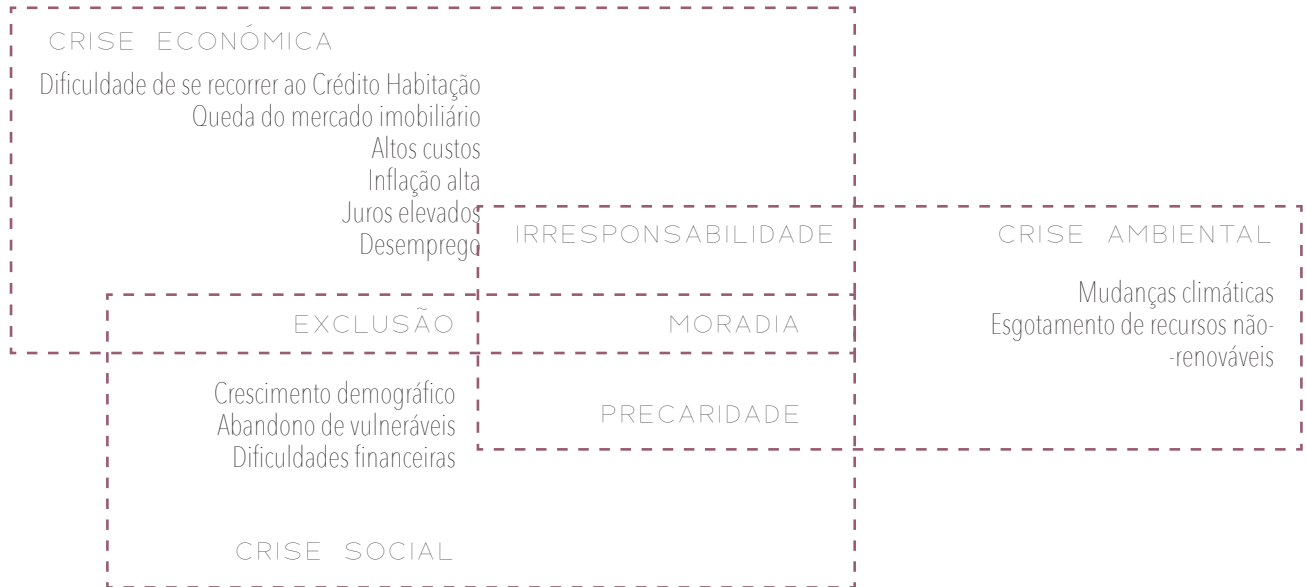 CRISE ECONÓMICA
Dificuldade de se recorrer ao Crédito Habitação
Queda do mercado imobiliário
Altos custos
Inflação alta
Juros elevados
Desemprego
IRRESPONSABILIDADE
CRISE AMBIENTAL
Mudanças climáticas
Esgotamento de recursos não-
-renováveis
EXCLUSÃO
MORADIA
Crescimento demográfico
Abandono de vulneráveis
Dificuldades financeiras
PRECARIDADE
CRISE SOCIAL